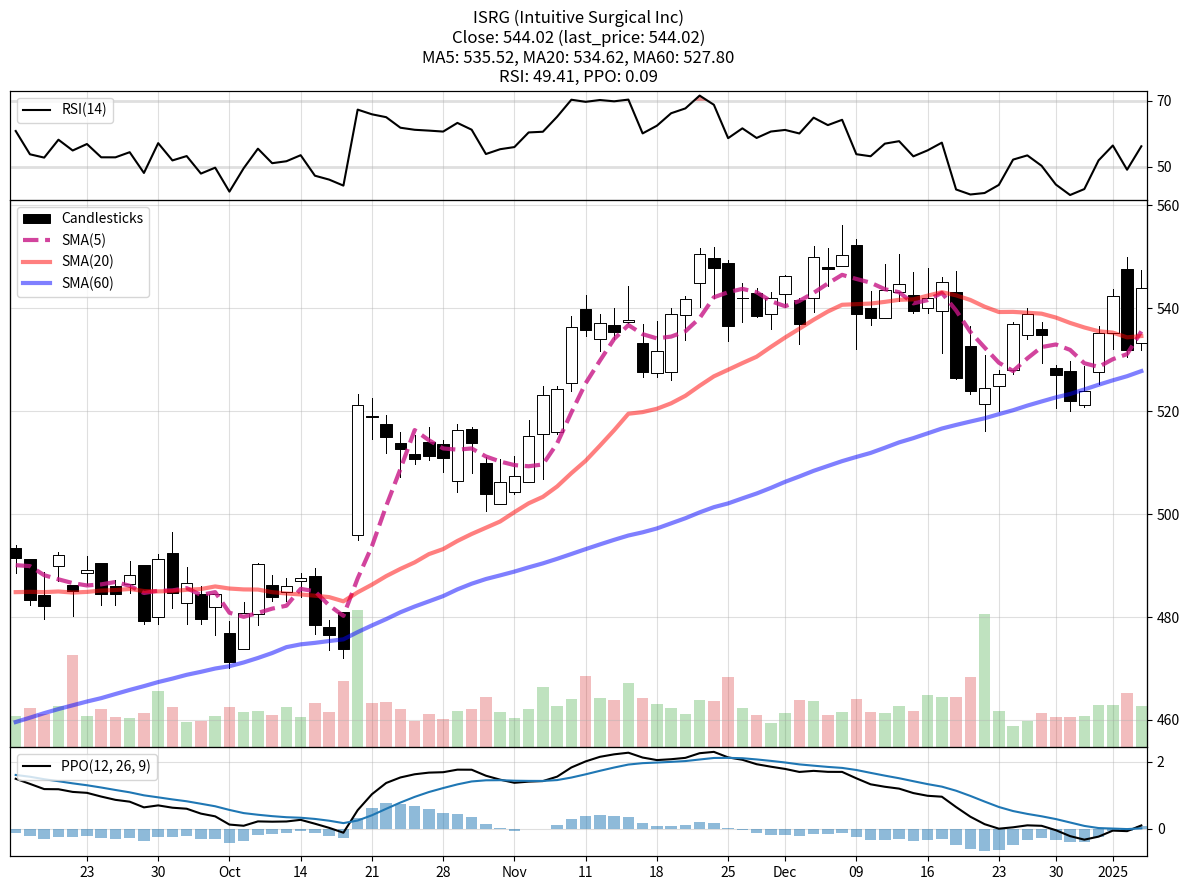 ISRG (Intuitive Surgical Inc)
Close: 544.02 (last_price: 544.02)
MA5: 535.52, MA20: 534.62, MA60: 527.80
RSI: 49.41, PPO: 0.09
RSI(14)
70
50
Candlesticks
SMA(5)
SMA(20)
SMA(60)
560
540
520
500
480
460
PPO(12, 26, 9)
2
0
23 30 Oct 14 21 28 Nov 11 18 25 Dec 09 16 23 30 2025